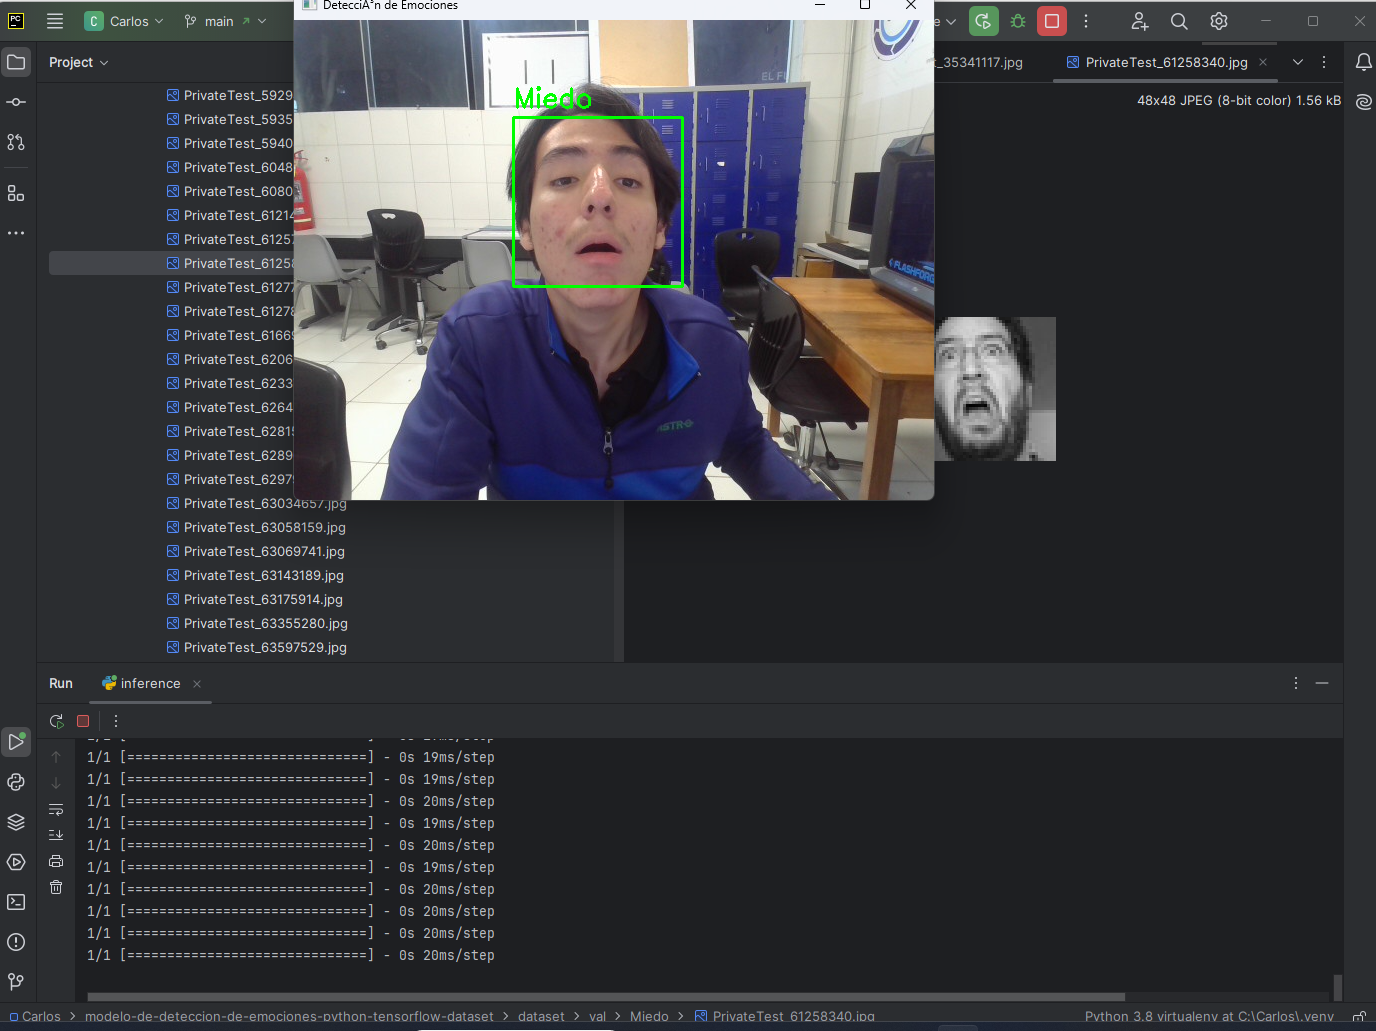 DetecciÃ³n de Emociones
Carlos
main
Project
_35341117.jpg
PrivateTest_61258340.jpg
48x48 JPEG (8-bit color) 1.56 kB
PrivateTest_5929
PrivateTest_5935
PrivateTest_5940
PrivateTest_6048
PrivateTest_6080
PrivateTest_61214
PrivateTest_6125
PrivateTest_61258
PrivateTest_61277
PrivateTest_61278
PrivateTest_6166
PrivateTest_6206
PrivateTest_6233
PrivateTest_6264
PrivateTest_6281
PrivateTest_6289
PrivateTest_6297
PrivateTest_63034657.jpg
PrivateTest_63058159.jpg
PrivateTest_63069741.jpg
PrivateTest_63143189.jpg
PrivateTest_63175914.jpg
PrivateTest_63355280.jpg
PrivateTest_63597529.jpg
Miedo
FLASHFORG
Run
inference
1/1 [==============================] - 0s 19ms/step
1/1 [==============================] - 0s 19ms/step
1/1 [==============================] - 0s 20ms/step
1/1 [==============================] - 0s 19ms/step
1/1 [==============================] - 0s 20ms/step
1/1 [==============================] - 0s 19ms/step
1/1 [==============================] - 0s 20ms/step
1/1 [==============================] - 0s 20ms/step
1/1 [==============================] - 0s 20ms/step
1/1 [==============================] - 0s 20ms/step
Carlos > modelo-de-deteccion-de-emociones-python-tensorflow-dataset > dataset > val > Miedo > PrivateTest_61258340.jpg
Python 3.8 virtualenv at C:\Carlos\.venv